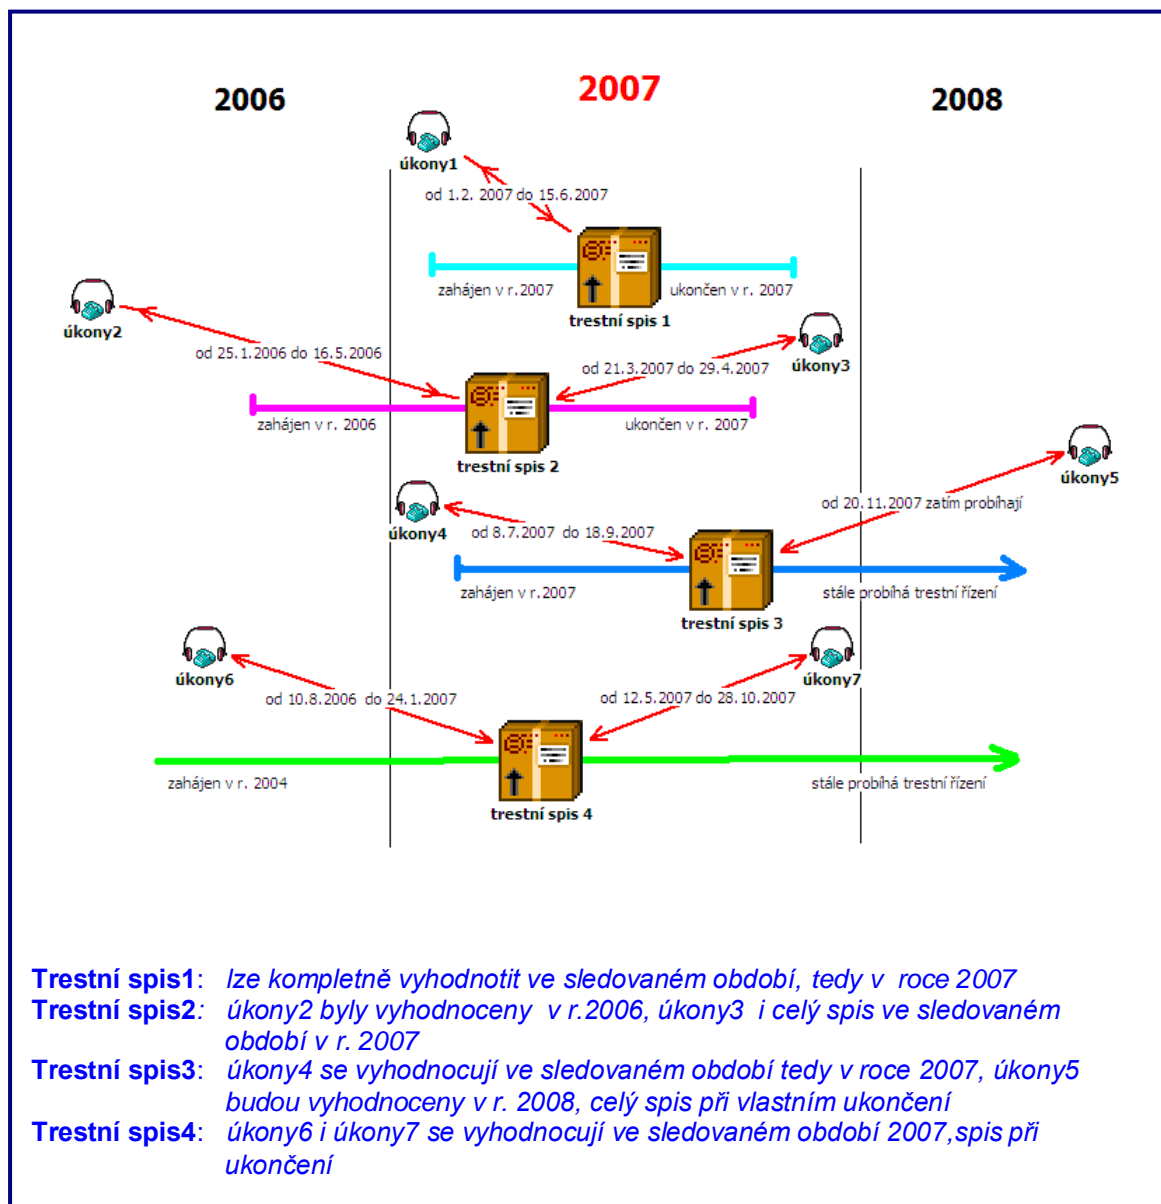 2006 2007 2008
úkony1
od 1.2. 2007 do 15.6.2007
zahájen v r.2007 ukončen v r. 2007
trestní spis 1
úkony2
úkony3
od 25.1.2006 do 16.5.2006
od 21.3.2007 do 29.4.2007
zahájen v r. 2006 ukončen v r. 2007
trestní spis 2
úkony5
úkony4
od 20.11.2007 zatím probíhají
od 8.7.2007 do 18.9.2007
zahájen v r.2007 stále probíhá trestní řízení
trestní spis 3
úkony6
úkony7
od 10.8.2006 do 24.1.2007
od 12.5.2007 do 28.10.2007
zahájen v r. 2004 stále probíhá trestní řízení
trestní spis 4
Trestní spis1: lze kompletně vyhodnotit ve sledovaném období, tedy v roce 2007
Trestní spis2: úkony2 byly vyhodnoceny v r.2006, úkony3 i celý spis ve sledovaném
období v r. 2007
Trestní spis3: úkony4 se vyhodnocují ve sledovaném období tedy v roce 2007, úkony5
budou vyhodnoceny v r. 2008, celý spis při vlastním ukončení
Trestní spis4: úkony6 i úkony7 se vyhodnocují ve sledovaném období 2007,spis při
ukončení